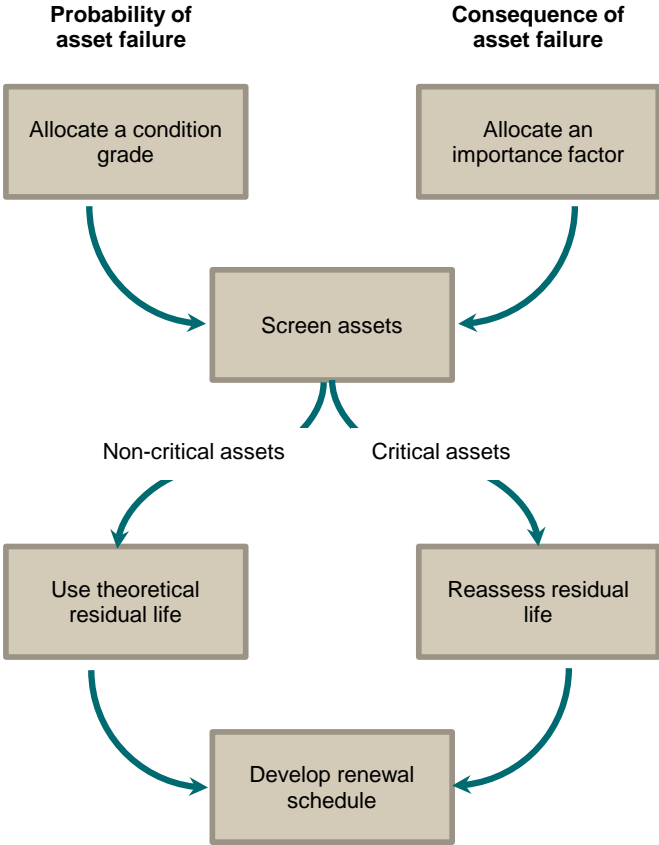 Probability of
asset failure
Consequence of
asset failure
Allocate a condition
grade
Allocate an
importance factor
Screen assets
Non-critical assets
Critical assets
Use theoretical
residual life
Reassess residual
life
Develop renewal
schedule